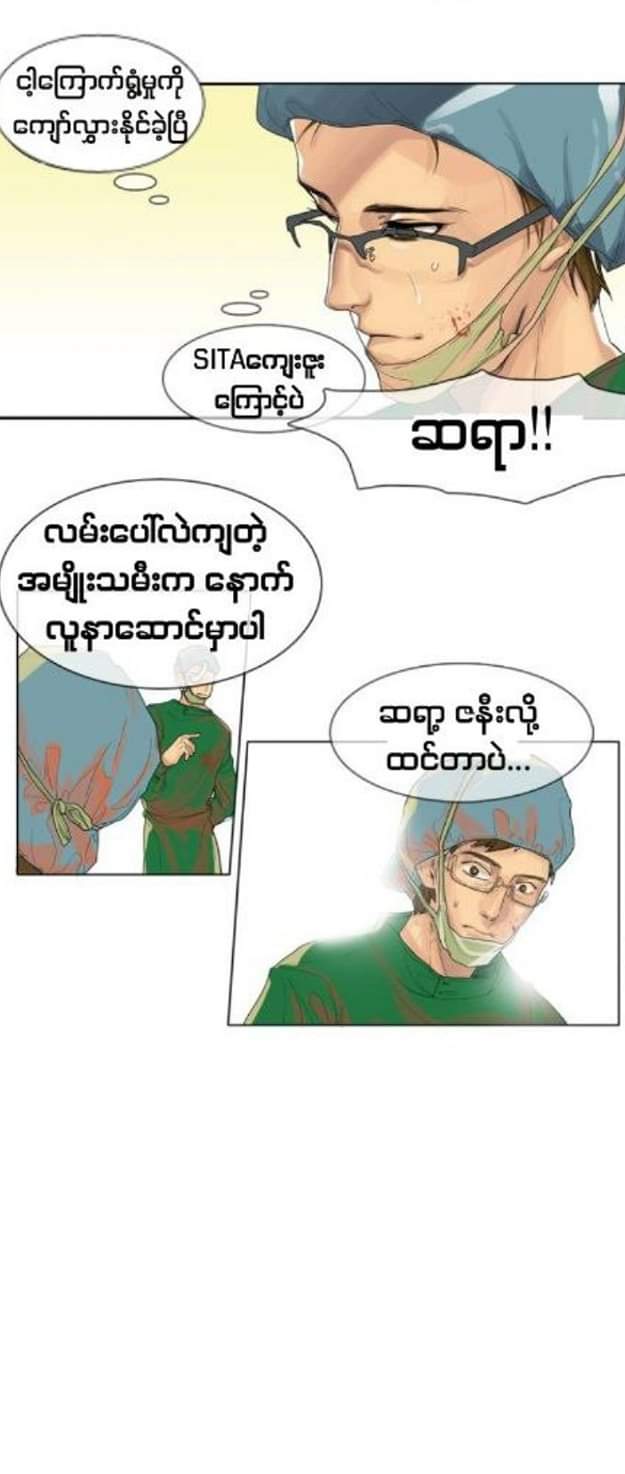 ငါ့ကြောက်ရွံ့မှုကို
ကျော်လွှားနိုင်ခဲ့ပြီ
SITAကျေးဇူး
ကြောင့်ပဲ
ဆရာ!!
လမ်းပေါ်လဲကျတဲ့
အမျိုးသမီးက နောက်
လူနာဆောင်မှာပါ
ဆရာ့ ဇနီးလို့
ထင်တာပဲ...